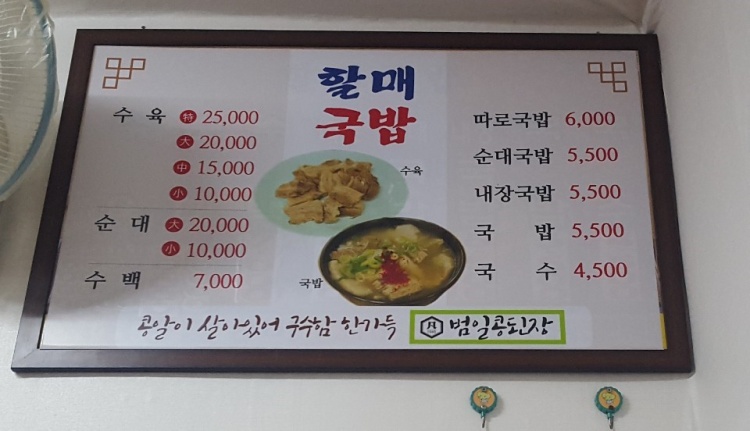 할매
국밥
수육 特 25,000
大 20,000
中 15,000
小 10,000
순대 大 20,000
小 10,000
수백 7,000
수육
국밥
따로국밥 6,000
순대국밥 5,500
내장국밥 5,500
국밥 5,500
국수 4,500
콩알이 살아있어 구수함 한가득
범일콩된장